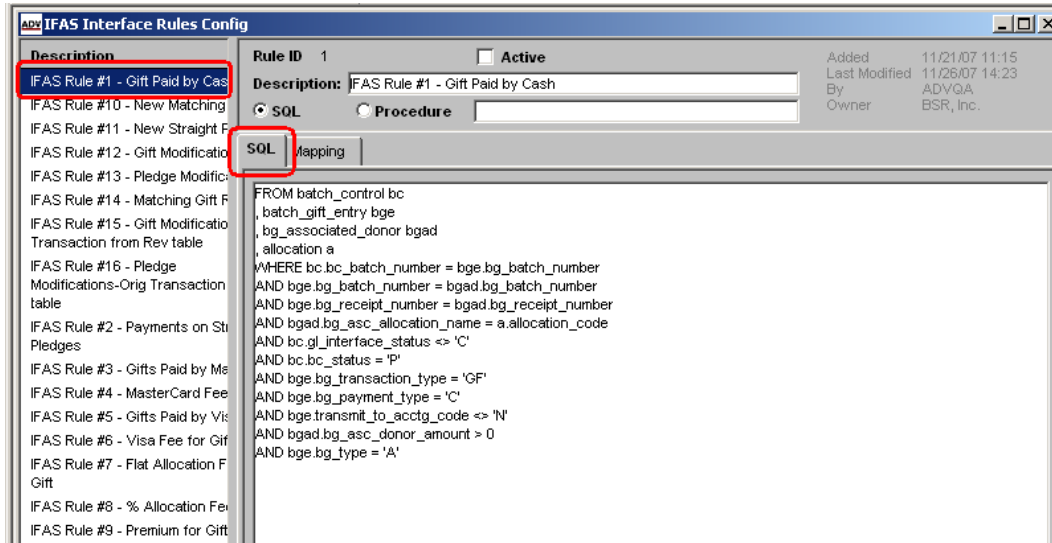 ADV IFAS Interface Rules Config
Description
IFAS Rule #1 - Gift Paid by Cas
IFAS Rule #10 - New Matching
IFAS Rule #11 - New Straight P
IFAS Rule #12 - Gift Modificatio
IFAS Rule #13 - Pledge Modifica
IFAS Rule #14 - Matching Gift R
IFAS Rule #15 - Gift Modificatio
Transaction from Rev table
IFAS Rule #16 - Pledge
Modifications-Orig Transaction
table
IFAS Rule #2 - Payments on Str
Pledges
IFAS Rule #3 - Gifts Paid by Ma
IFAS Rule #4 - MasterCard Fee
IFAS Rule #5 - Gifts Paid by Vis
IFAS Rule #6 - Visa Fee for Gif
IFAS Rule #7 - Flat Allocation F
Gift
IFAS Rule #8 - % Allocation Fee
IFAS Rule #9 - Premium for Gift
Rule ID 1 Active
Description: IFAS Rule #1 - Gift Paid by Cash
SQL Procedure
Added 11/21/07 11:15
Last Modified 11/26/07 14:23
By ADVQA
Owner BSR, Inc.
SQL Mapping
FROM batch_control bc
, batch_gift_entry bge
, bg_associated_donor bgad
, allocation a
WHERE bc.bc_batch_number = bge.bg_batch_number
AND bge.bg_batch_number = bgad.bg_batch_number
AND bge.bg_receipt_number = bgad.bg_receipt_number
AND bgad.bg_asc_allocation_name = a.allocation_code
AND bc.gl_interface_status <> 'C'
AND bc.bc_status = 'P'
AND bge.bg_transaction_type = 'GF'
AND bge.bg_payment_type = 'C'
AND bge.transmit_to_acctg_code <> 'N'
AND bgad.bg_asc_donor_amount > 0
AND bge.bg_type = 'A'